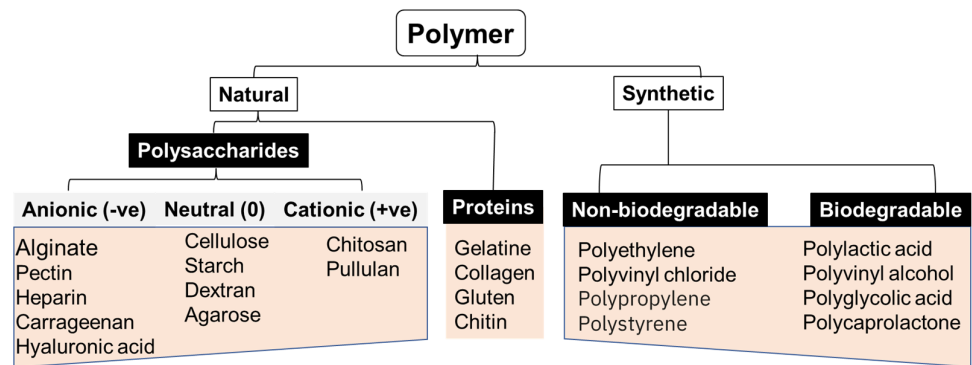 Polymer
Natural
Synthetic
Polysaccharides
Anionic (-ve)
Neutral (0)
Cationic (+ve)
Proteins
Non-biodegradable
Biodegradable
Alginate
Pectin
Heparin
Carrageenan
Hyaluronic acid
Cellulose
Starch
Dextran
Agarose
Chitosan
Pullulan
Gelatine
Collagen
Gluten
Chitin
Polyethylene
Polyvinyl chloride
Polypropylene
Polystyrene
Polylactic acid
Polyvinyl alcohol
Polyglycolic acid
Polycaprolactone